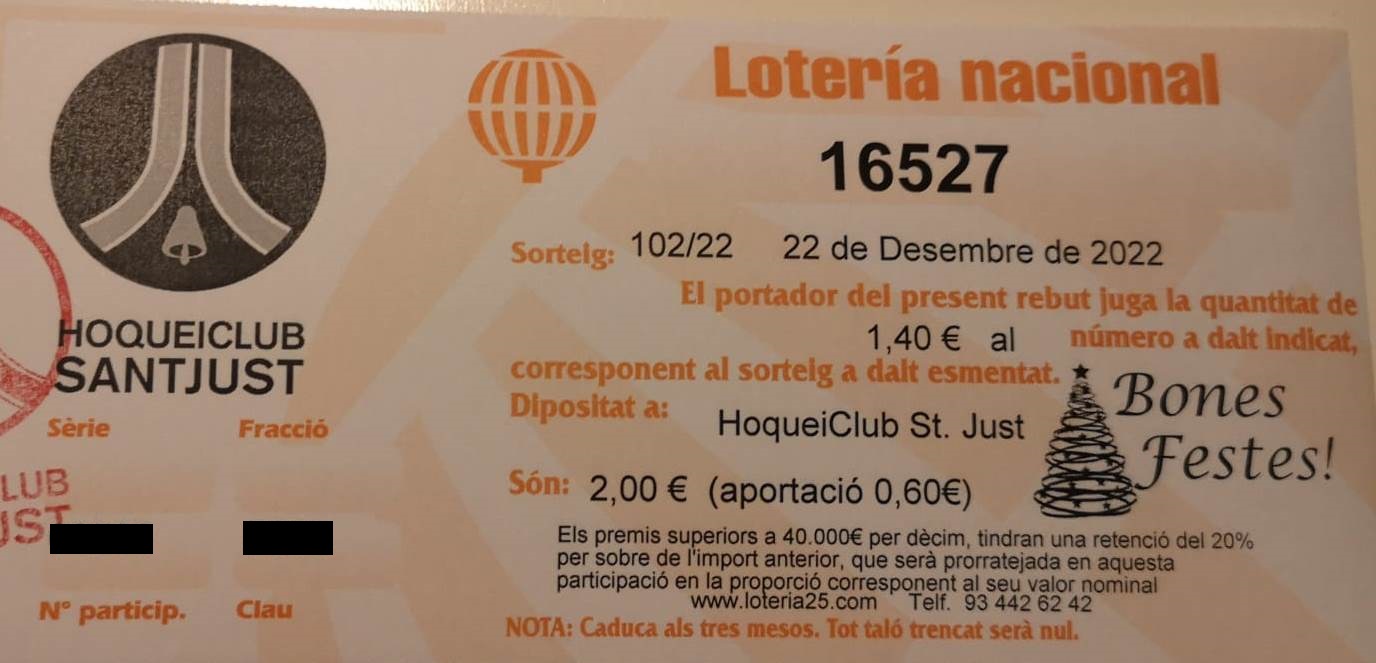 Lotería nacional
16527
Sorteig: 102/22 22 de Desembre de 2022
El portador del present rebut juga la quantitat de
1,40 € al número a dalt indicat,
corresponent al sorteig a dalt esmentat.
Dipositat a: HoqueiClub St. Just
Bones
Festes!
Són: 2,00 € (aportació 0,60€)
Els premis superiors a 40.000€ per dècim, tindran una retenció del 20%
per sobre de l'import anterior, que serà prorratejada en aquesta
participació en la proporció corresponent al seu valor nominal
www.loteria25.com Telf. 93 442 62 42
NOTA: Caduca als tres mesos. Tot taló trencat serà nul.
HOQUEICLUB
SANTJUST
Sèrie Fracció
LUB
JST
Nº particip. Clau